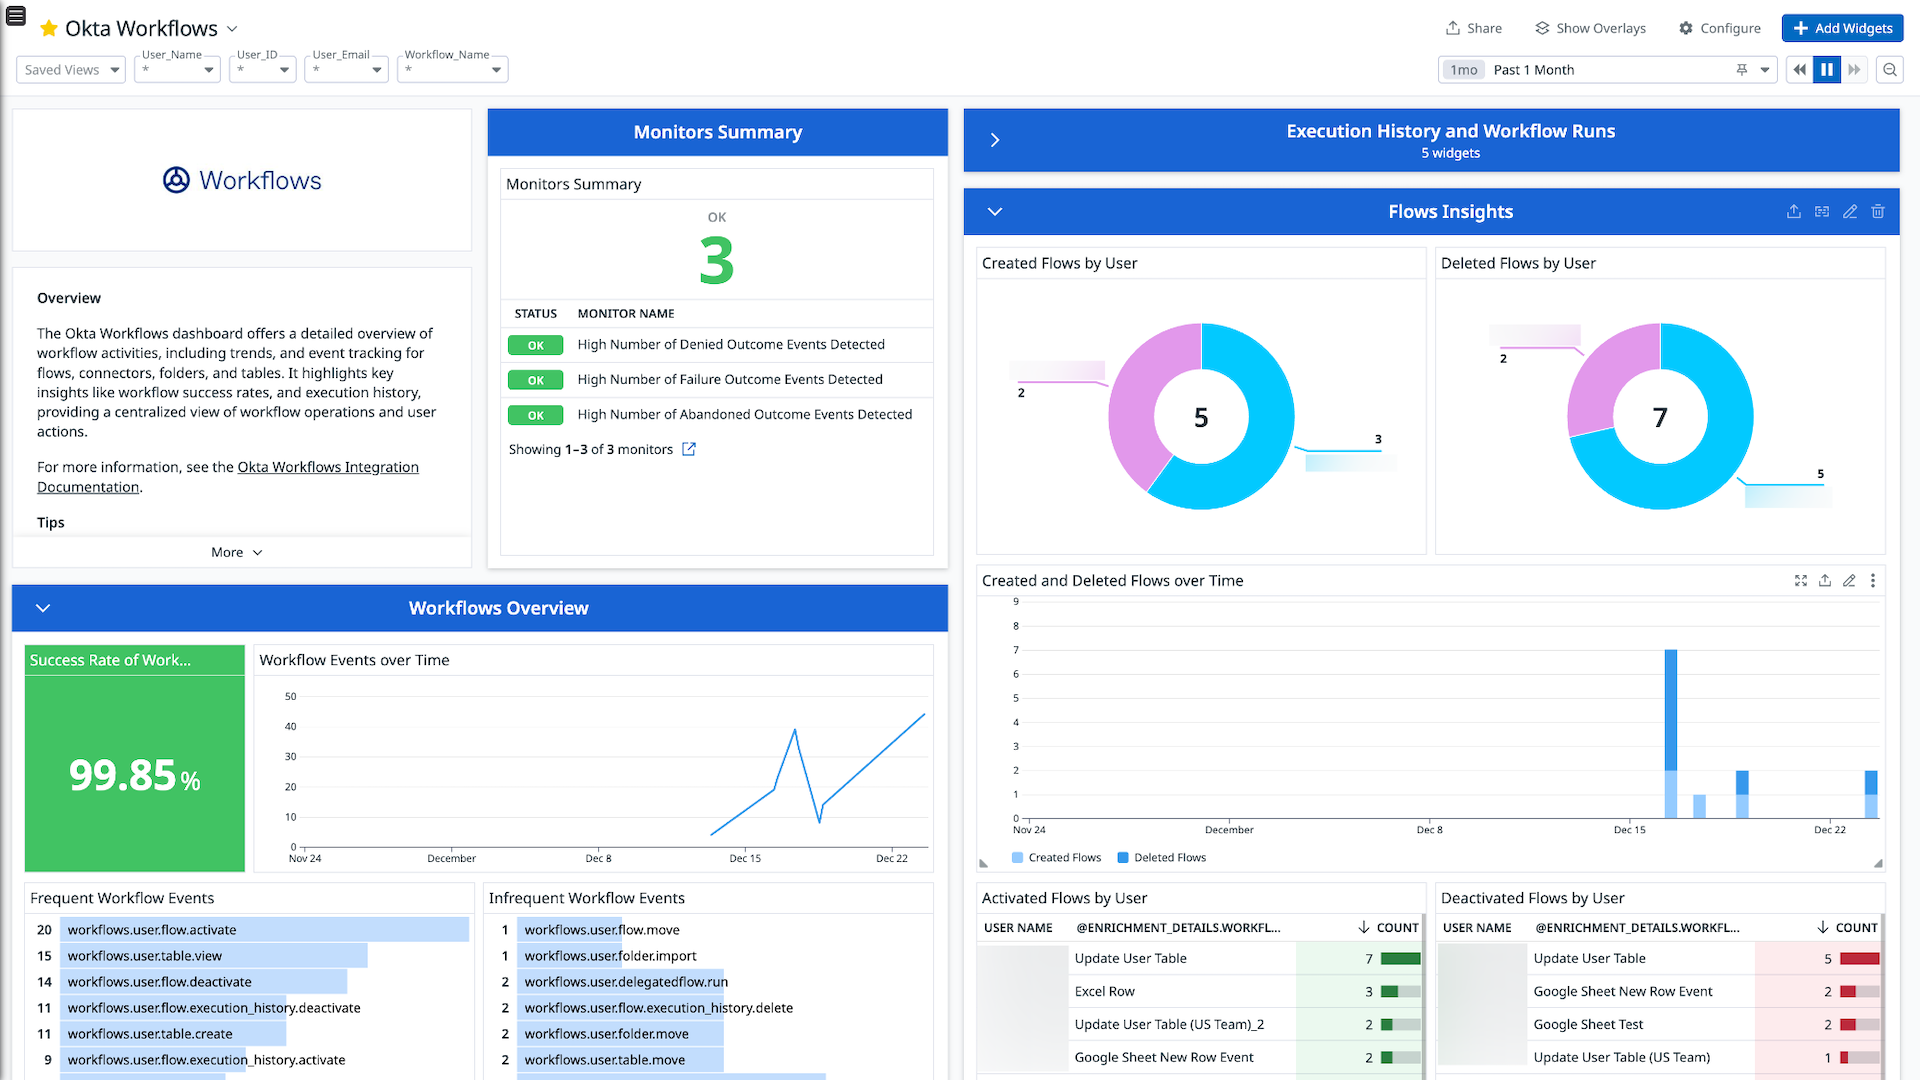 Okta Workflows
Share
Show Overlays
Configure
Add Widgets
Saved Views
User_Name
*
User_ID
*
User_Email
*
Workflow_Name
*
1mo Past 1 Month
Workflows
Overview
The Okta Workflows dashboard offers a detailed overview of
workflow activities, including trends, and event tracking for
flows, connectors, folders, and tables. It highlights key
insights like workflow success rates, and execution history,
providing a centralized view of workflow operations and user
actions.
For more information, see the Okta Workflows Integration
Documentation.
Tips
More
Monitors Summary
Monitors Summary
OK
3
STATUS MONITOR NAME
OK High Number of Denied Outcome Events Detected
OK High Number of Failure Outcome Events Detected
OK High Number of Abandoned Outcome Events Detected
Showing 1–3 of 3 monitors
Workflows Overview
Success Rate of Work...
99.85%
Workflow Events over Time
50
40
30
20
10
0
Nov 24 December Dec 8 Dec 15 Dec 22
Frequent Workflow Events
20 workflows.user.flow.activate
15 workflows.user.table.view
14 workflows.user.flow.deactivate
11 workflows.user.flow.execution_history.deactivate
11 workflows.user.table.create
9 workflows.user.flow.execution_history.activate
Infrequent Workflow Events
1 workflows.user.flow.move
1 workflows.user.folder.import
2 workflows.user.delegatedflow.run
2 workflows.user.flow.execution_history.delete
2 workflows.user.folder.move
2 workflows.user.table.move
Execution History and Workflow Runs
5 widgets
Flows Insights
Created Flows by User
2
5
3
Deleted Flows by User
2
7
5
Created and Deleted Flows over Time
9
8
7
6
5
4
3
2
1
0
Nov 24 December Dec 8 Dec 15 Dec 22
Created Flows Deleted Flows
Activated Flows by User
USER NAME @ENRICHMENT_DETAILS.WORKFL... COUNT
Update User Table 7
Excel Row 3
Update User Table (US Team)_2 2
Google Sheet New Row Event 2
Deactivated Flows by User
USER NAME @ENRICHMENT_DETAILS.WORKFL... COUNT
Update User Table 5
Google Sheet New Row Event 2
Google Sheet Test 2
Update User Table (US Team) 1